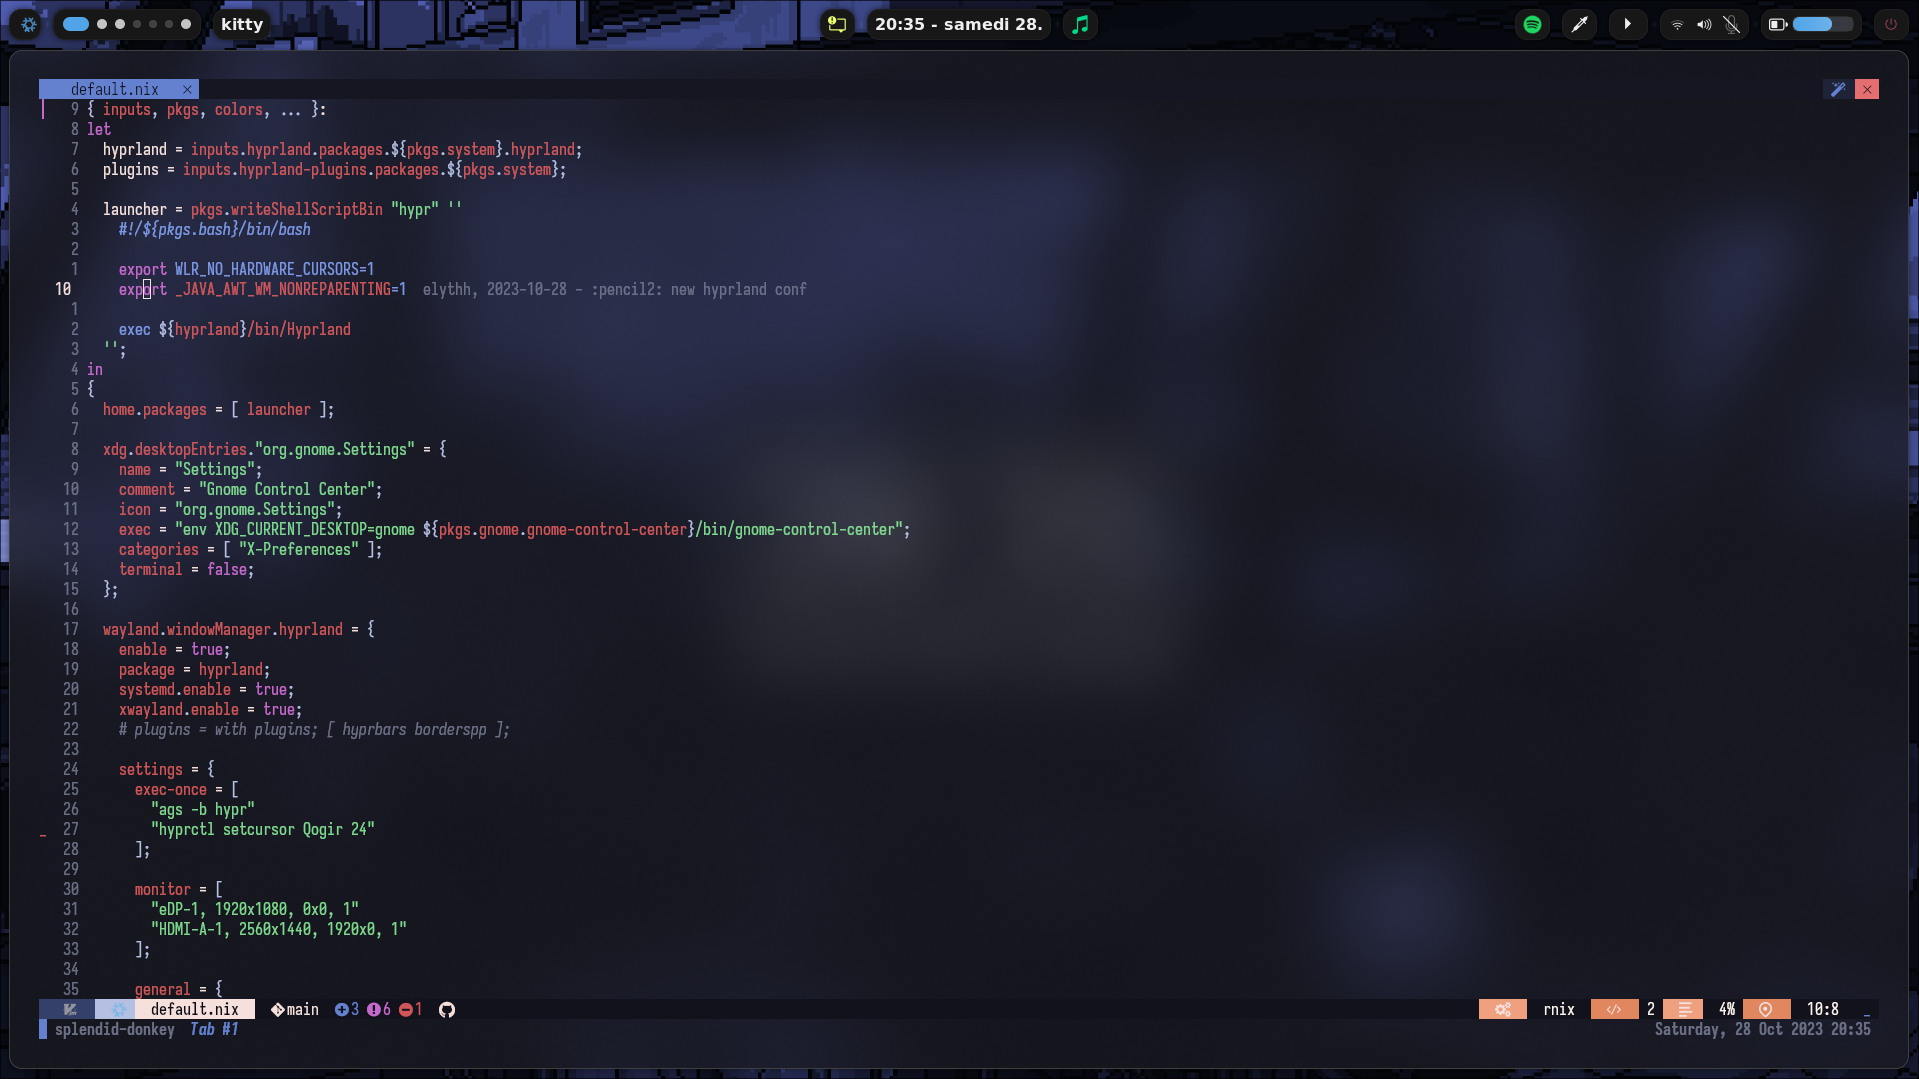 kitty
20:35 - samedi 28.
default.nix ×
9 { inputs, pkgs, colors, ... }:
8 let
7 hyprland = inputs.hyprland.packages.${pkgs.system}.hyprland;
6 plugins = inputs.hyprland-plugins.packages.${pkgs.system};
5
4 launcher = pkgs.writeShellScriptBin "hypr" ''
3 #!/${pkgs.bash}/bin/bash
2
1 export WLR_NO_HARDWARE_CURSORS=1
10 export _JAVA_AWT_WM_NONREPARENTING=1 elythh, 2023-10-28 - :pencil2: new hyprland conf
1
2 exec ${hyprland}/bin/Hyprland
3 '';
4 in
5 {
6 home.packages = [ launcher ];
7
8 xdg.desktopEntries."org.gnome.Settings" = {
9 name = "Settings";
10 comment = "Gnome Control Center";
11 icon = "org.gnome.Settings";
12 exec = "env XDG_CURRENT_DESKTOP=gnome ${pkgs.gnome.gnome-control-center}/bin/gnome-control-center";
13 categories = [ "X-Preferences" ];
14 terminal = false;
15 };
16
17 wayland.windowManager.hyprland = {
18 enable = true;
19 package = hyprland;
20 systemd.enable = true;
21 xwayland.enable = true;
22 # plugins = with plugins; [ hyprbars borderspp ];
23
24 settings = {
25 exec-once = [
26 "ags -b hypr"
_ 27 "hyprctl setcursor Qogir 24"
28 ];
29
30 monitor = [
31 "eDP-1, 1920x1080, 0x0, 1"
32 "HDMI-A-1, 2560x1440, 1920x0, 1"
33 ];
34
35 general = {
default.nix main 3 6 1 rnix 2 4% 10:8 _
splendid-donkey Tab #1 Saturday, 28 Oct 2023 20:35